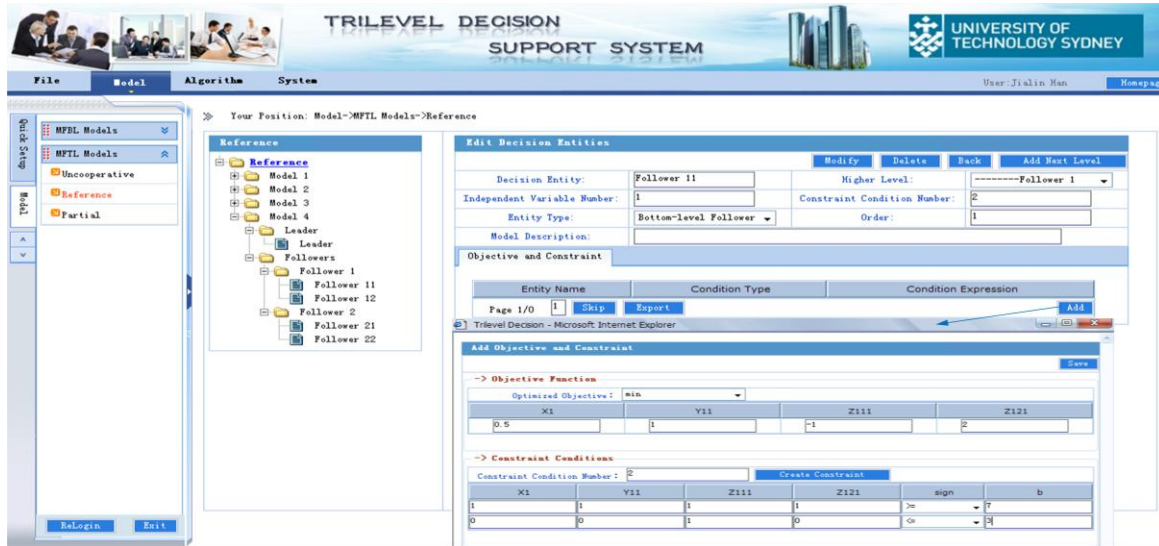 TRILEVEL DECISION
SUPPORT SYSTEM
UNIVERSITY OF
TECHNOLOGY SYDNEY
File Model Algorithm System User:Jialin Han Homepag
Quick Setup
Model
MFBL Models
MFTL Models
Uncooperative
Reference
Partial
ReLogin Exit
Your Position: Model->MFTL Models->Reference
Reference
Reference
Model 1
Model 2
Model 3
Model 4
Leader
Leader
Followers
Follower 1
Follower 11
Follower 12
Follower 2
Follower 21
Follower 22
Edit Decision Entities
Modify Delete Back Add Next Level
Decision Entity: Follower 11 Higher Level: --------Follower 1
Independent Variable Number: 1 Constraint Condition Number: 2
Entity Type: Bottom-level Follower Order: 1
Model Description:
Objective and Constraint
Entity Name Condition Type Condition Expression
Page 1/0 1 Skip Export Add
Trilevel Decision - Microsoft Internet Explorer
Add Objective and Constraint
Save
-> Objective Function
Optimized Objective: min
X1 Y11 Z111 Z121
0.5 1 -1 2
-> Constraint Conditions
Constraint Condition Number: 2 Create Constraint
X1 Y11 Z111 Z121 sign b
1 1 1 1 >= 7
0 0 1 0 <= 3